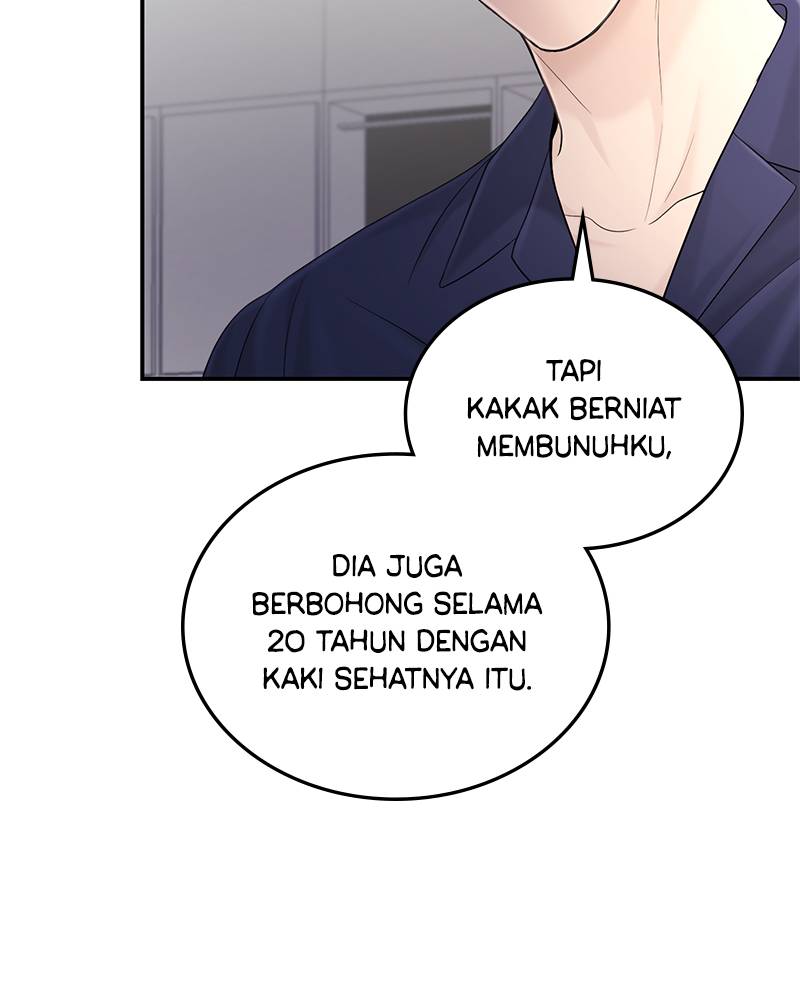 TAPI
KAKAK BERNIAT
MEMBUNUHKU,
DIA JUGA
BERBOHONG SELAMA
20 TAHUN DENGAN
KAKI SEHATNYA ITU.